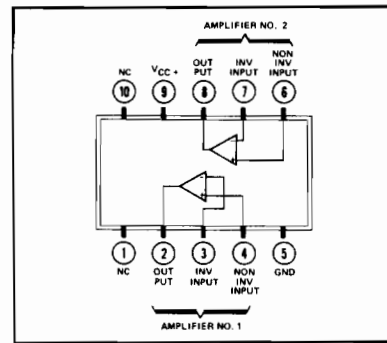 AMPLIFIER NO. 2
NC
VCC +
OUT
PUT
INV
INPUT
NON
INV
INPUT
10
9
8
7
6
1
2
3
4
5
NC
OUT
PUT
INV
INPUT
NON
INV
INPUT
GND
AMPLIFIER NO. 1